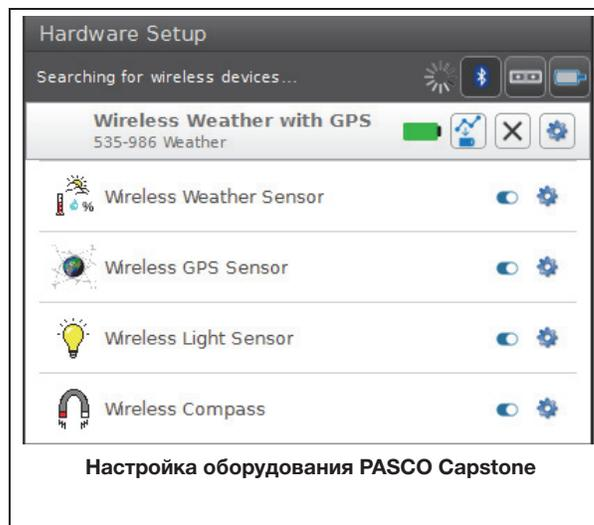 Hardware Setup
Searching for wireless devices...
Wireless Weather with GPS
535-986 Weather
%
Wireless Weather Sensor
Wireless GPS Sensor
Wireless Light Sensor
Wireless Compass
Настройка оборудования PASCO Capstone